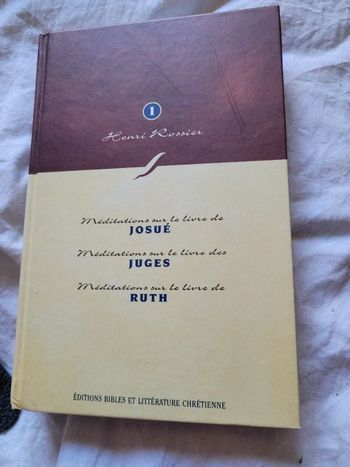 1
Henri Rossier
Méditations sur le livre de
JOSUÉ
Méditations sur le livre des
JUGES
Méditations sur le livre de
RUTH
ÉDITIONS BIBLES ET LITTÉRATURE CHRÉTIENNE